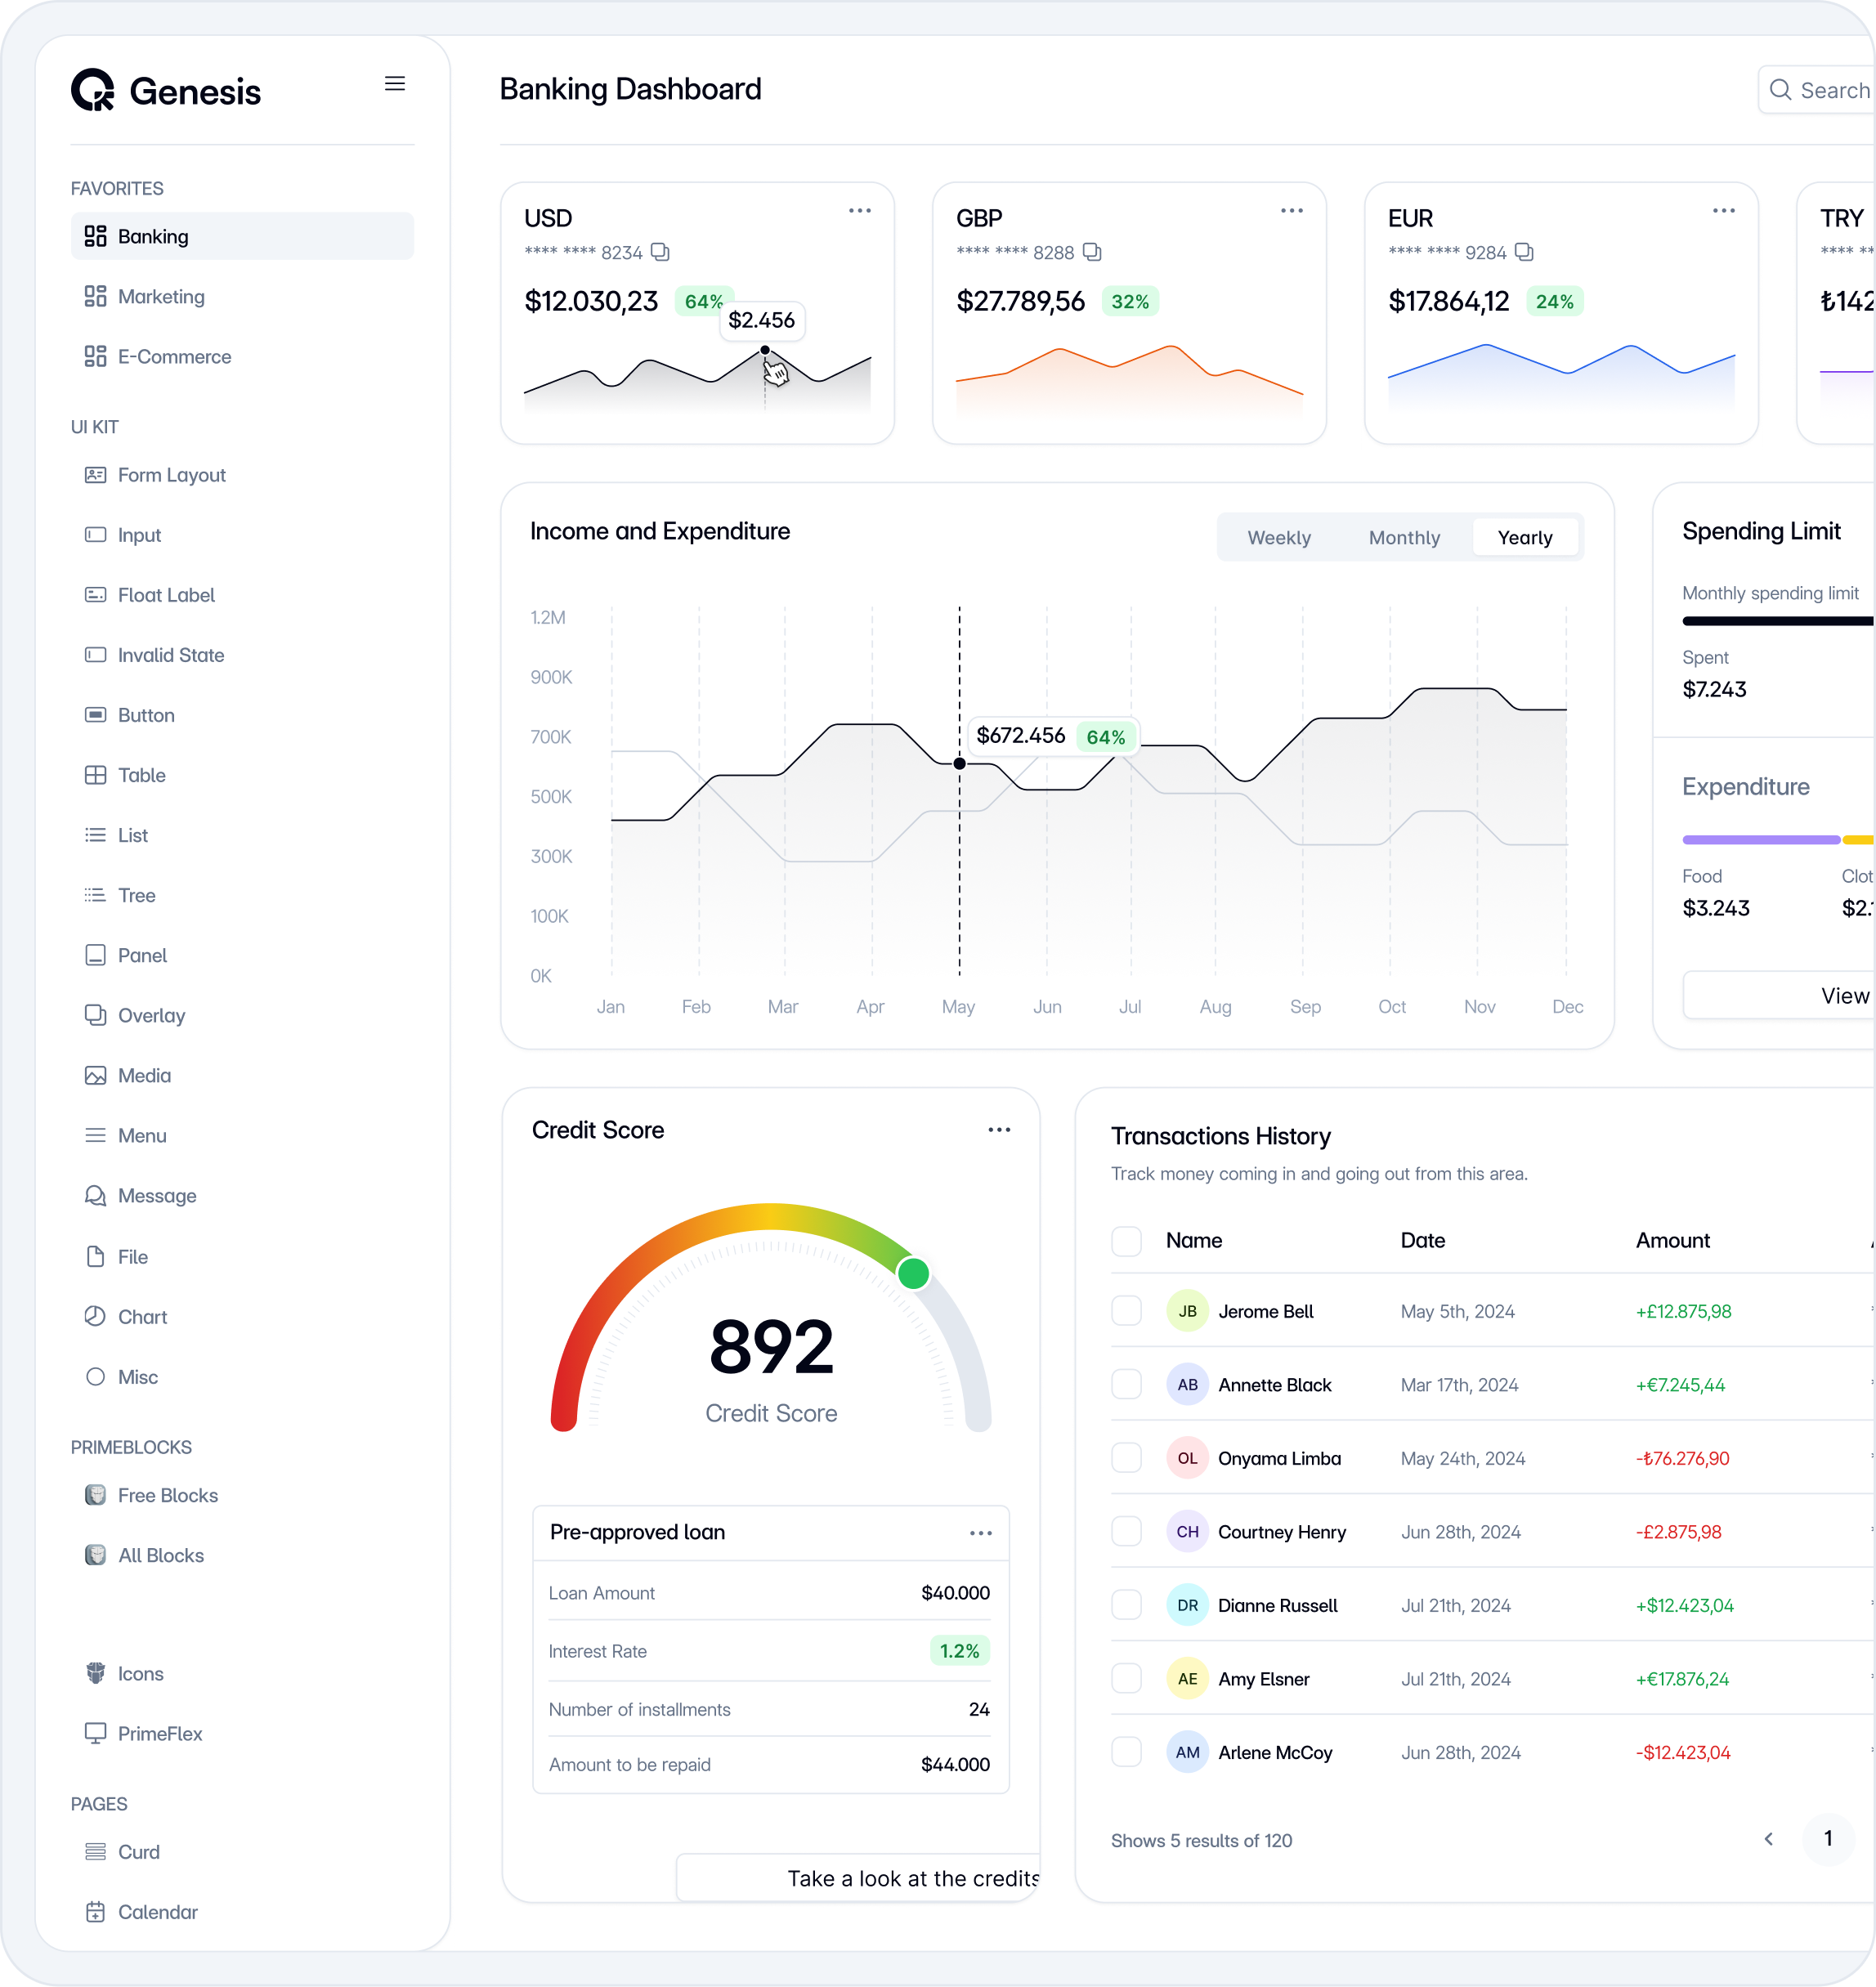 Genesis
FAVORITES
Banking
Marketing
E-Commerce
UI KIT
Form Layout
Input
Float Label
Invalid State
Button
Table
List
Tree
Panel
Overlay
Media
Menu
Message
File
Chart
Misc
PRIMEBLOCKS
Free Blocks
All Blocks
Icons
PrimeFlex
PAGES
Curd
Calendar
Banking Dashboard
Search
USD
**** **** 8234
$12.030,23 64%
$2.456
GBP
**** **** 8288
$27.789,56 32%
EUR
**** **** 9284
$17.864,12 24%
TRY
**** **
₺142
Income and Expenditure
Weekly Monthly Yearly
1.2M
900K
700K
500K
300K
100K
0K
$672.456 64%
Jan Feb Mar Apr May Jun Jul Aug Sep Oct Nov Dec
Spending Limit
Monthly spending limit
Spent
$7.243
Expenditure
Food Clot
$3.243 $2.
View
Credit Score
892
Credit Score
Pre-approved loan
Loan Amount $40.000
Interest Rate 1.2%
Number of installments 24
Amount to be repaid $44.000
Take a look at the credits
Transactions History
Track money coming in and going out from this area.
Name Date Amount
JB Jerome Bell May 5th, 2024 +£12.875,98
AB Annette Black Mar 17th, 2024 +€7.245,44
OL Onyama Limba May 24th, 2024 -₺76.276,90
CH Courtney Henry Jun 28th, 2024 -£2.875,98
DR Dianne Russell Jul 21th, 2024 +$12.423,04
AE Amy Elsner Jul 21th, 2024 +€17.876,24
AM Arlene McCoy Jun 28th, 2024 -$12.423,04
Shows 5 results of 120
1